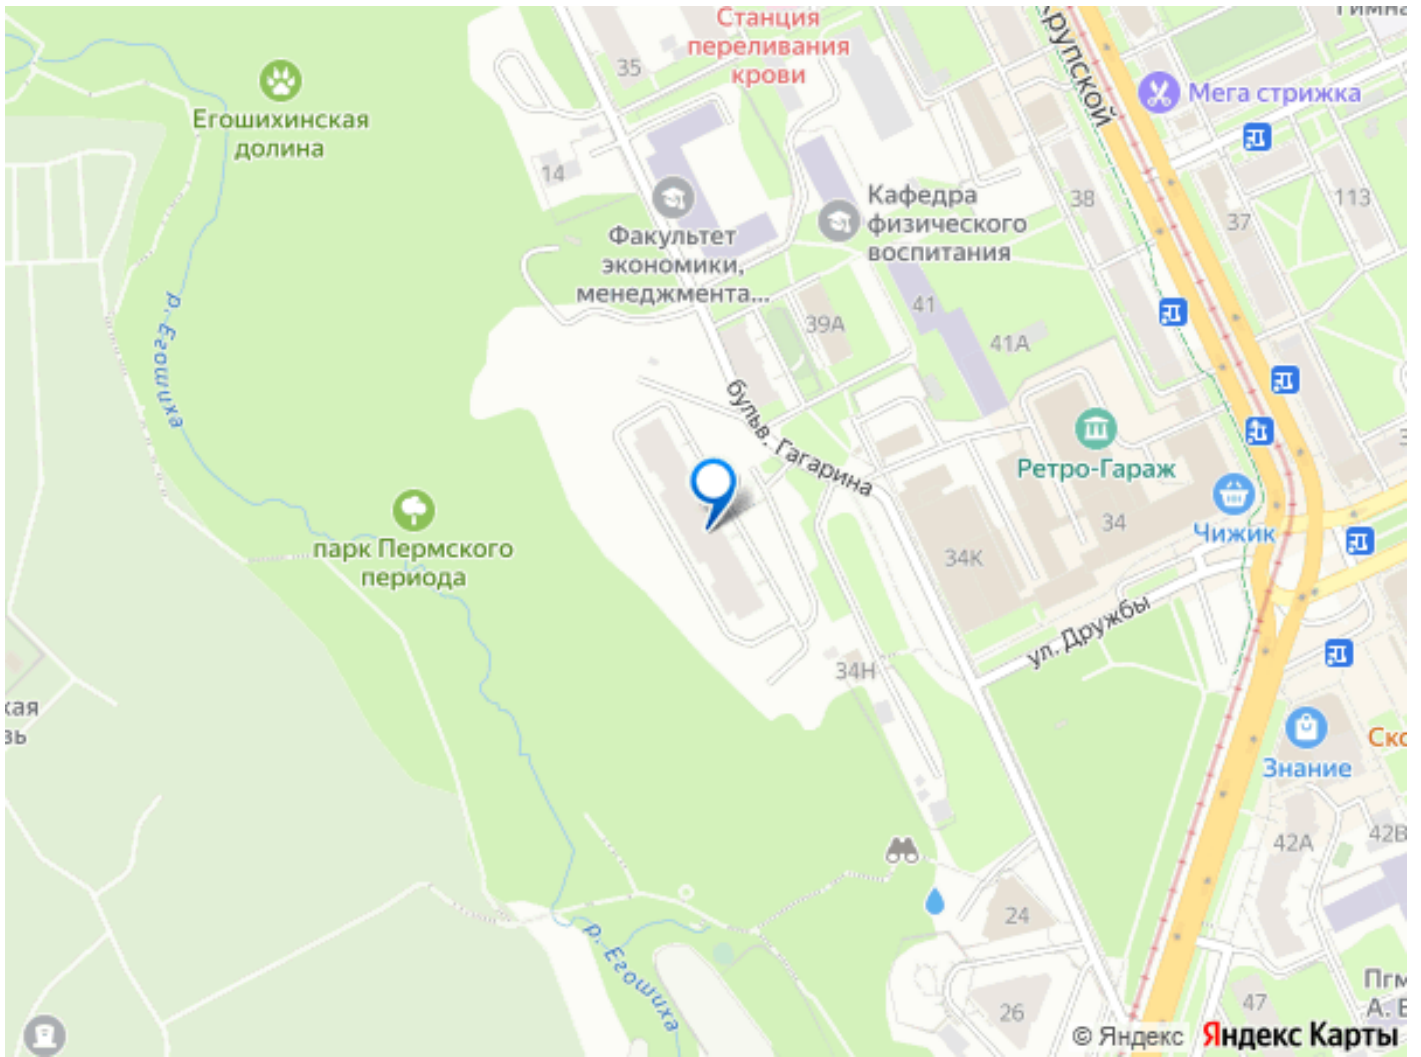 Станция
переливания
крови
35
Крупской
Мега стрижка
Егошихинская
долина
14
38
113
37
Кафедра
физического
воспитания
Факультет
экономики,
менеджмента...
р. Егошиха
39А
41
41А
бульв. Гагарина
Ретро-Гараж
Чижик
34
34К
парк Пермского
периода
ул. Дружбы
34Н
Знание
42А
42В
24
р. Егошиха
26
47
© Яндекс
Яндекс Карты